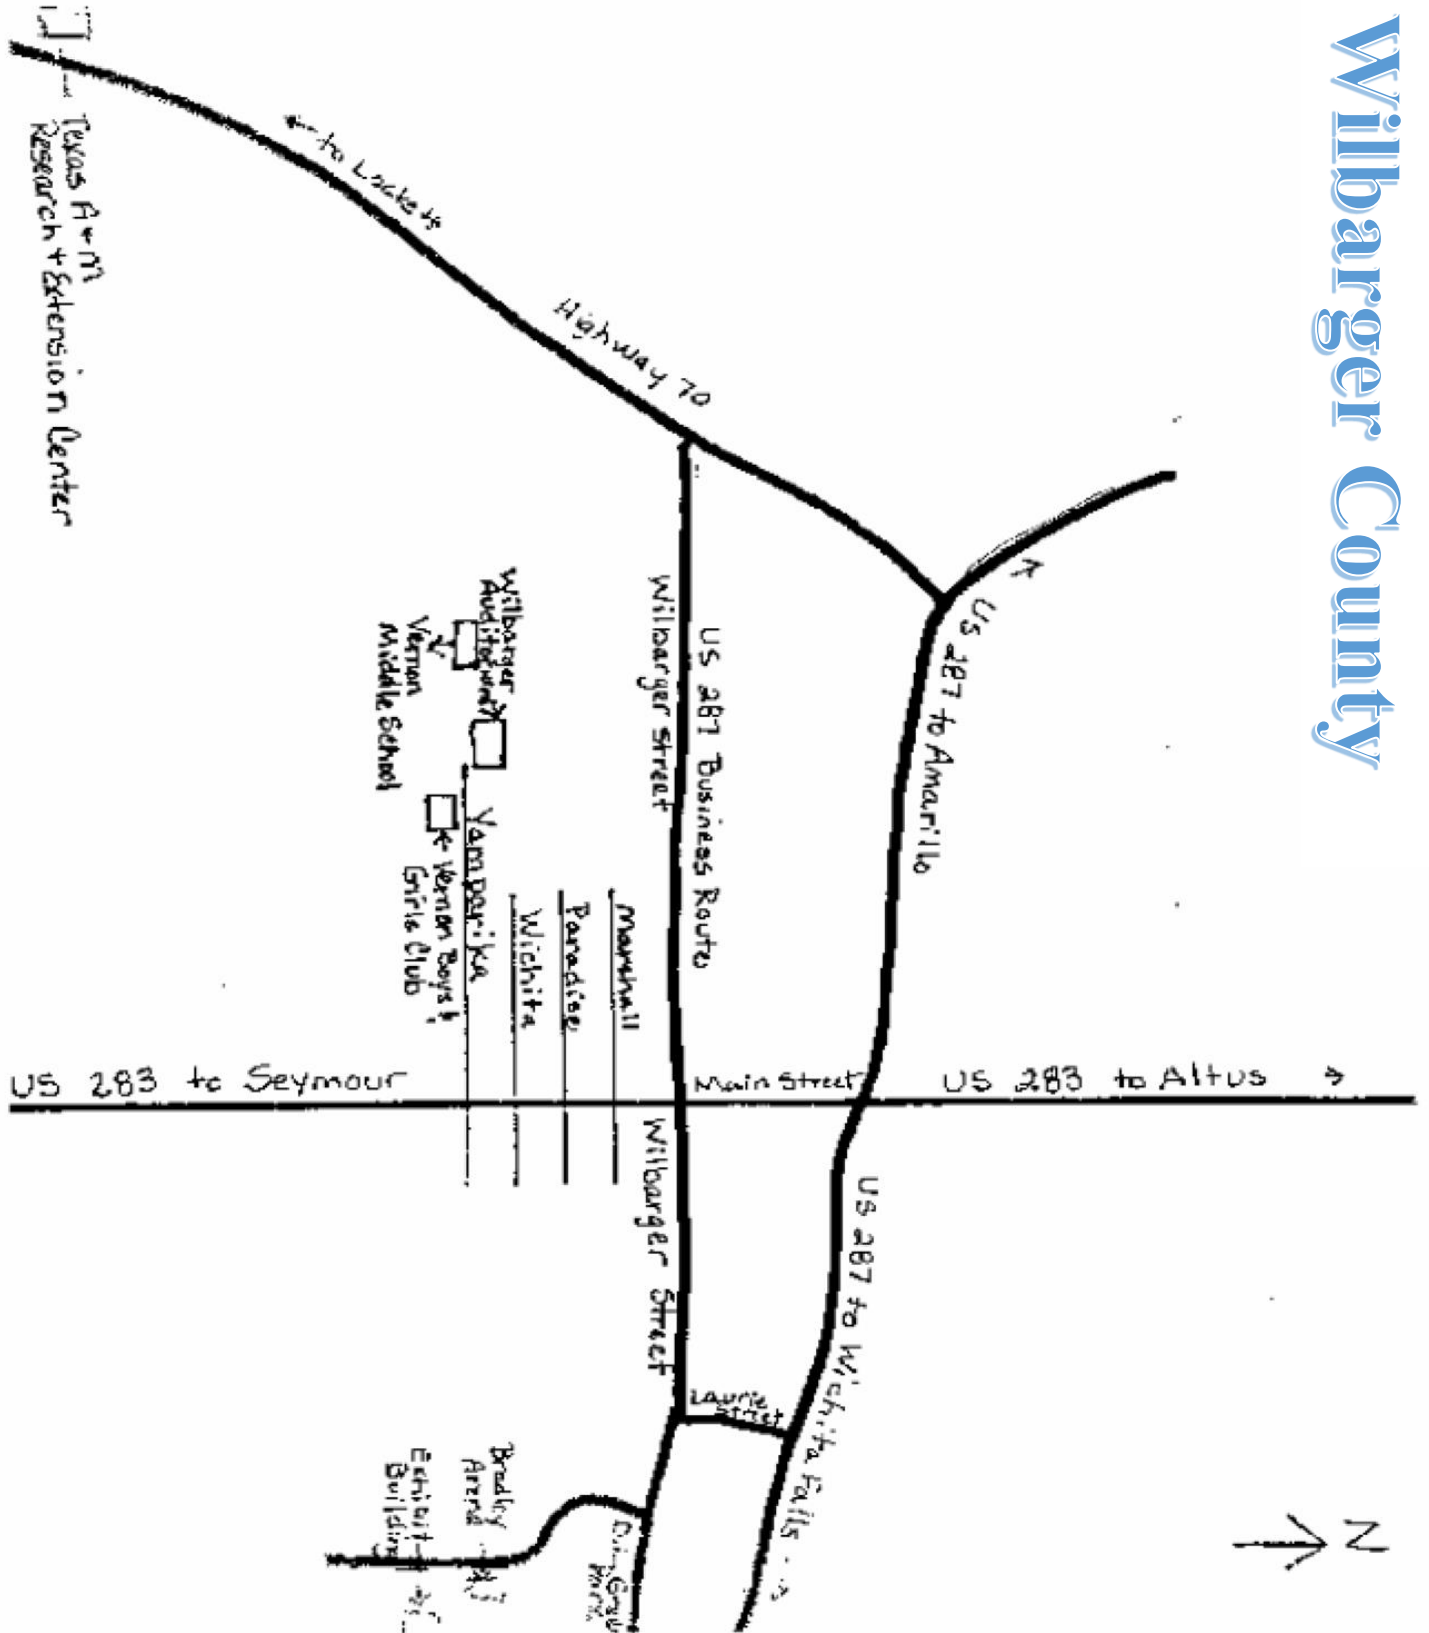 Wilbarger County
← to Lockets
Texas A+M
Research + Extension Center
Highway 70
US 287 to Amarillo
US 287 Business Route
Wilbarger Street
Wilbarger
Auditorium
Vernon
Middle School
Yamparika
Vernon Boys &
Girls Club
Wichita
Paradise
Marshall
US 283 to Seymour
Main Street
US 283 to Altus →
Wilbarger Street
US 287 to Wichita Falls
Laurie
Street
Bradley
Arena
Exhibit
Building
N